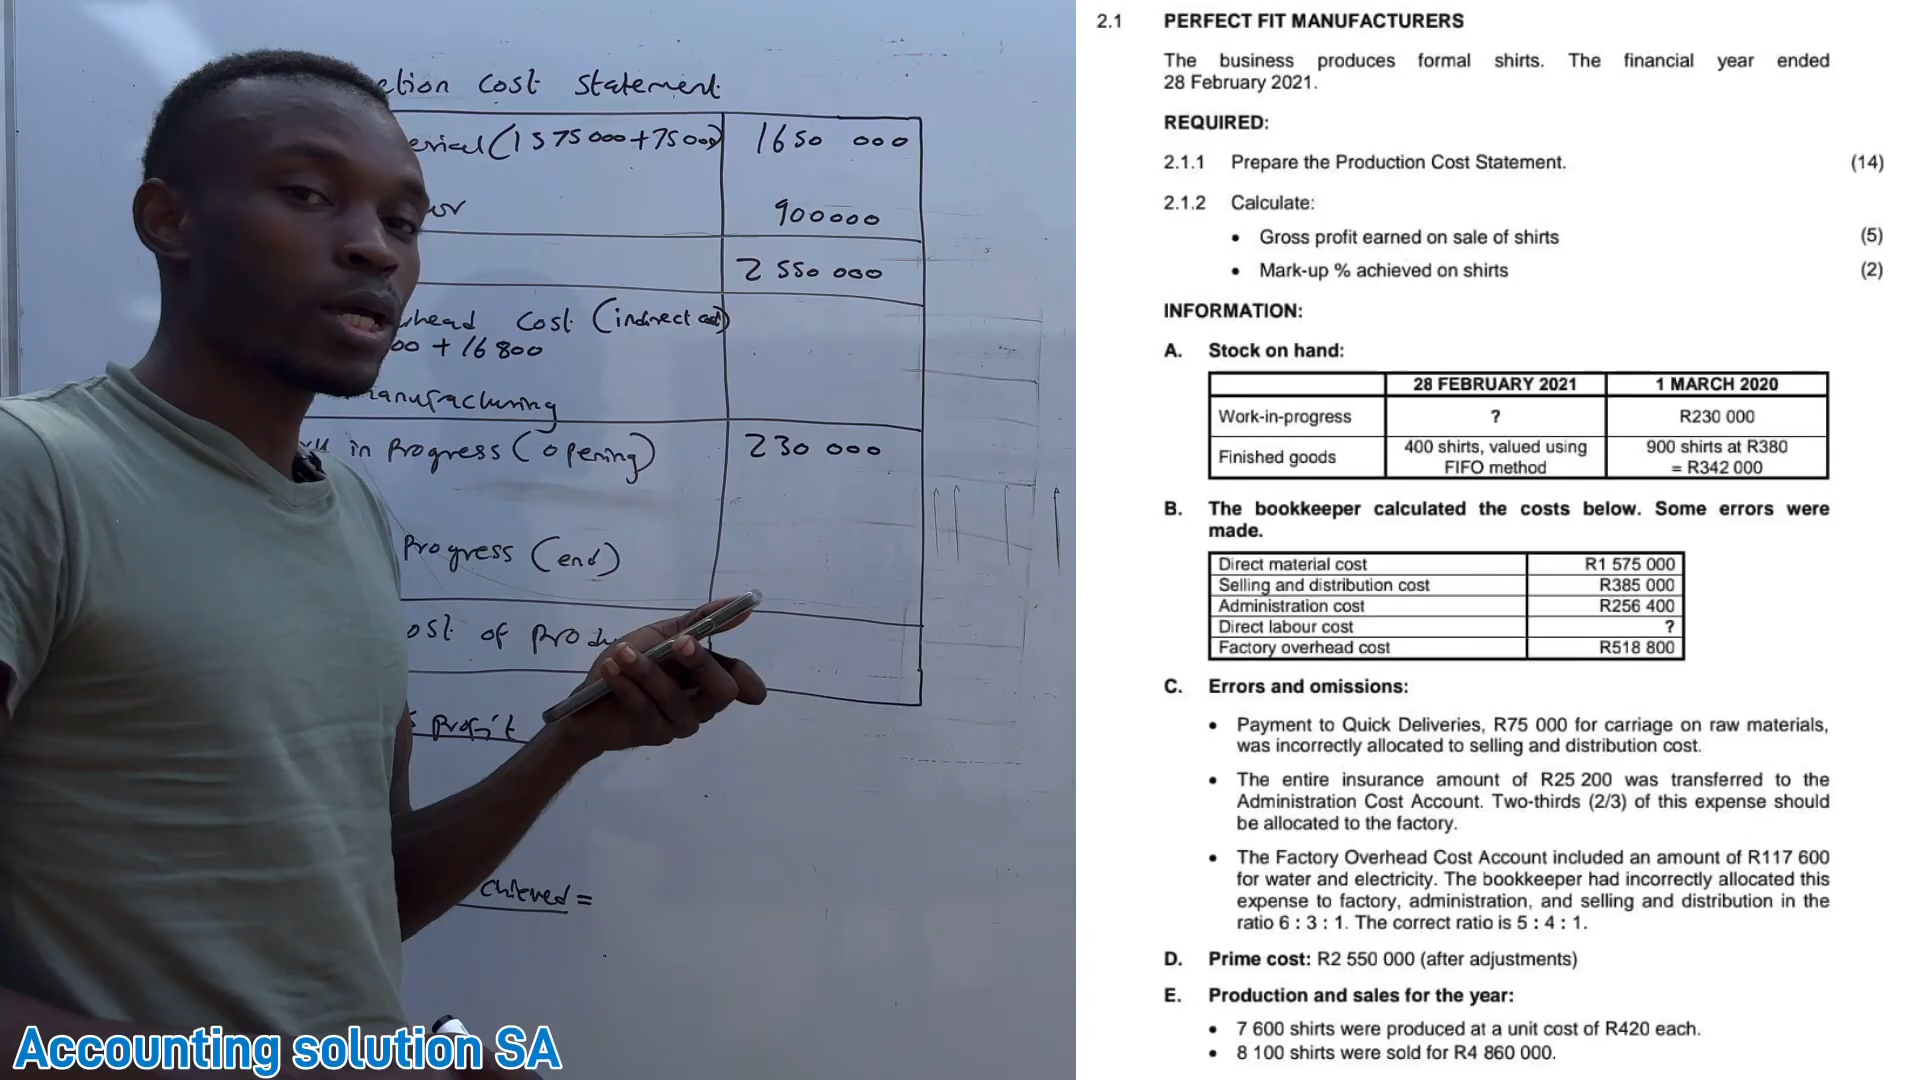 ction Cost Statement
erial (1575000+75000) 1650 000
our 900000
2 550 000
rhead Cost (indirect cost)
00 + 16 800
manufacturing
in Progress (opening) 230 000
Progress (end)
ost of produ
s profit
chieved =
Accounting solution SA
2.1 PERFECT FIT MANUFACTURERS
The business produces formal shirts. The financial year ended
28 February 2021.
REQUIRED:
2.1.1 Prepare the Production Cost Statement. (14)
2.1.2 Calculate:
• Gross profit earned on sale of shirts (5)
• Mark-up % achieved on shirts (2)
INFORMATION:
A. Stock on hand:
28 FEBRUARY 2021 1 MARCH 2020
Work-in-progress ? R230 000
Finished goods 400 shirts, valued using FIFO method 900 shirts at R380 = R342 000
B. The bookkeeper calculated the costs below. Some errors were
made.
Direct material cost R1 575 000
Selling and distribution cost R385 000
Administration cost R256 400
Direct labour cost ?
Factory overhead cost R518 800
C. Errors and omissions:
• Payment to Quick Deliveries, R75 000 for carriage on raw materials,
was incorrectly allocated to selling and distribution cost.
• The entire insurance amount of R25 200 was transferred to the
Administration Cost Account. Two-thirds (2/3) of this expense should
be allocated to the factory.
• The Factory Overhead Cost Account included an amount of R117 600
for water and electricity. The bookkeeper had incorrectly allocated this
expense to factory, administration, and selling and distribution in the
ratio 6 : 3 : 1. The correct ratio is 5 : 4 : 1.
D. Prime cost: R2 550 000 (after adjustments)
E. Production and sales for the year:
• 7 600 shirts were produced at a unit cost of R420 each.
• 8 100 shirts were sold for R4 860 000.